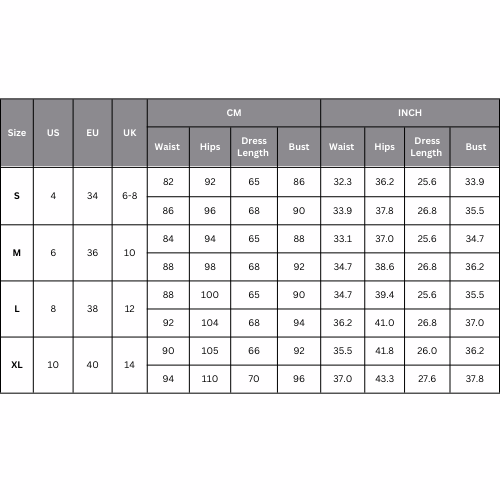 Size US EU UK CM INCH
Waist Hips Dress Length Bust Waist Hips Dress Length Bust
S 4 34 6-8 82 92 65 86 32.3 36.2 25.6 33.9
86 96 68 90 33.9 37.8 26.8 35.5
M 6 36 10 84 94 65 88 33.1 37.0 25.6 34.7
88 98 68 92 34.7 38.6 26.8 36.2
L 8 38 12 88 100 65 90 34.7 39.4 25.6 35.5
92 104 68 94 36.2 41.0 26.8 37.0
XL 10 40 14 90 105 66 92 35.5 41.8 26.0 36.2
94 110 70 96 37.0 43.3 27.6 37.8